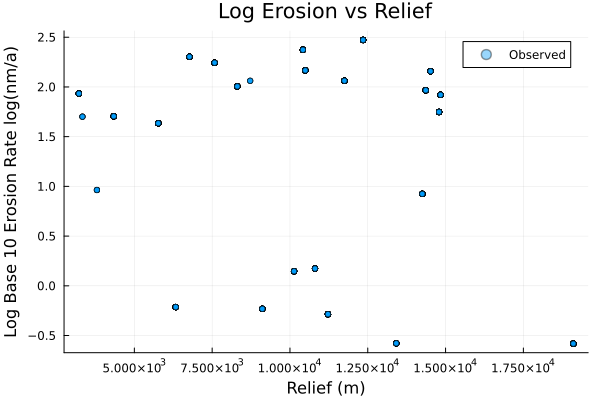 Log Erosion vs Relief
Log Base 10 Erosion Rate log(nm/a)
2.5
2.0
1.5
1.0
0.5
0.0
−0.5
Observed
5.000×10³ 7.500×10³ 1.000×10⁴ 1.250×10⁴ 1.500×10⁴ 1.750×10⁴
Relief (m)